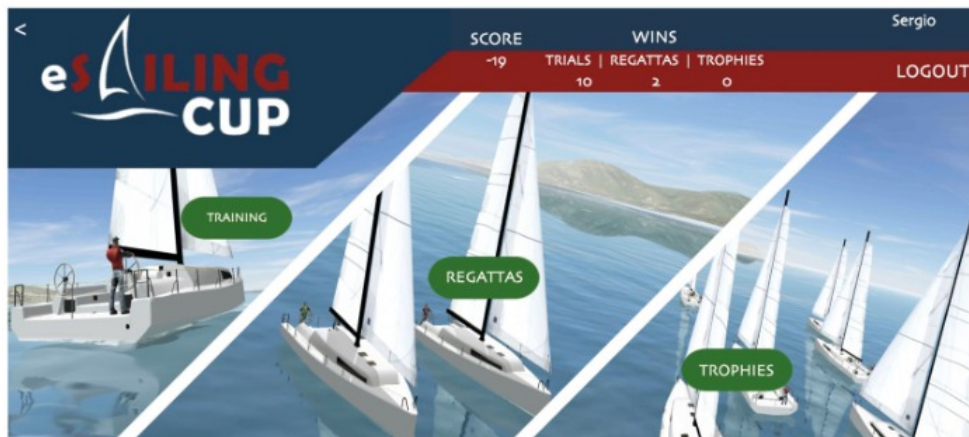 <
eSAILING
CUP
SCORE
-19
WINS
TRIALS | REGATTAS | TROPHIES
10 2 0
Sergio
LOGOUT
TRAINING
REGATTAS
TROPHIES